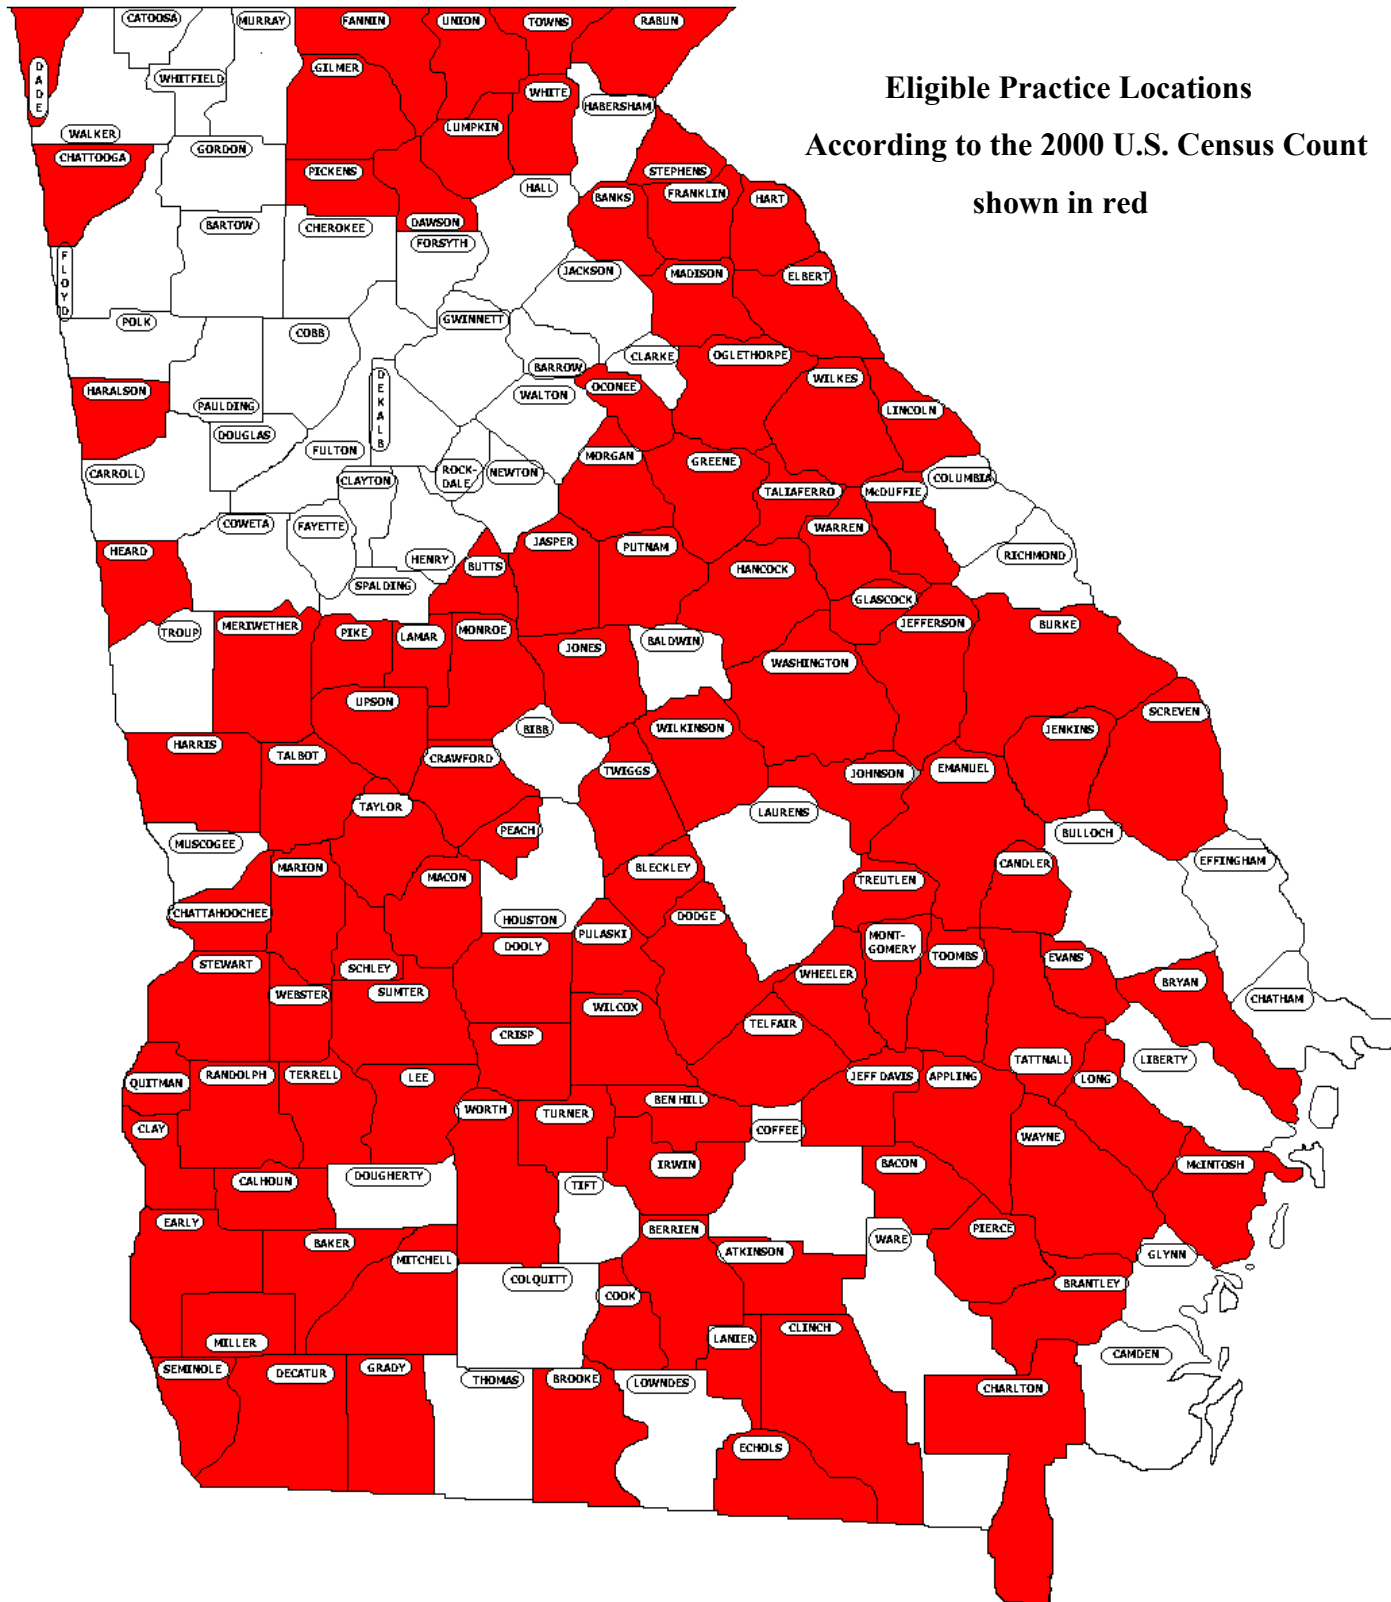 Eligible Practice Locations
According to the 2000 U.S. Census Count
shown in red
CATOOSA
MURRAY
FANNIN
UNION
TOWNS
RABUN
DADE
WHITFIELD
GILMER
WHITE
HABERSHAM
WALKER
LUMPKIN
CHATTOOGA
GORDON
PICKENS
HALL
STEPHENS
BANKS
FRANKLIN
HART
BARTOW
CHEROKEE
DAWSON
FORSYTH
FLOYD
JACKSON
MADISON
ELBERT
POLK
COBB
GWINNETT
BARROW
CLARKE
OGLETHORPE
HARALSON
DEKALB
WALTON
OCONEE
WILKES
PAULDING
LINCOLN
DOUGLAS
FULTON
CARROLL
CLAYTON
ROCK-
DALE
NEWTON
MORGAN
GREENE
COLUMBIA
TALIAFERRO
McDUFFIE
COWETA
FAYETTE
WARREN
HEARD
HENRY
BUTTS
JASPER
PUTNAM
HANCOCK
RICHMOND
SPALDING
GLASCOCK
TROUP
MERIWETHER
PIKE
LAMAR
MONROE
JONES
BALDWIN
JEFFERSON
BURKE
WASHINGTON
UPSON
SCREVEN
HARRIS
TALBOT
CRAWFORD
BIBB
TWIGGS
WILKINSON
JENKINS
JOHNSON
EMANUEL
TAYLOR
LAURENS
PEACH
MUSCOGEE
BULLOCH
MARION
MACON
BLECKLEY
TREUTLEN
CANDLER
EFFINGHAM
CHATTAHOOCHEE
HOUSTON
DODGE
PULASKI
DOOLY
MONT-
GOMERY
TOOMBS
EVANS
STEWART
SCHLEY
WHEELER
BRYAN
WEBSTER
SUMTER
WILCOX
CHATHAM
CRISP
TELFAIR
TATTNALL
LIBERTY
QUITMAN
RANDOLPH
TERRELL
LEE
JEFF DAVIS
APPLING
LONG
WORTH
TURNER
BEN HILL
CLAY
COFFEE
WAYNE
CALHOUN
DOUGHERTY
TIFT
IRWIN
BACON
McINTOSH
EARLY
BAKER
MITCHELL
BERRIEN
ATKINSON
WARE
PIERCE
GLYNN
COLQUITT
COOK
BRANTLEY
MILLER
LANIER
CLINCH
SEMINOLE
DECATUR
GRADY
THOMAS
BROOKE
LOWNDES
CAMDEN
CHARLTON
ECHOLS